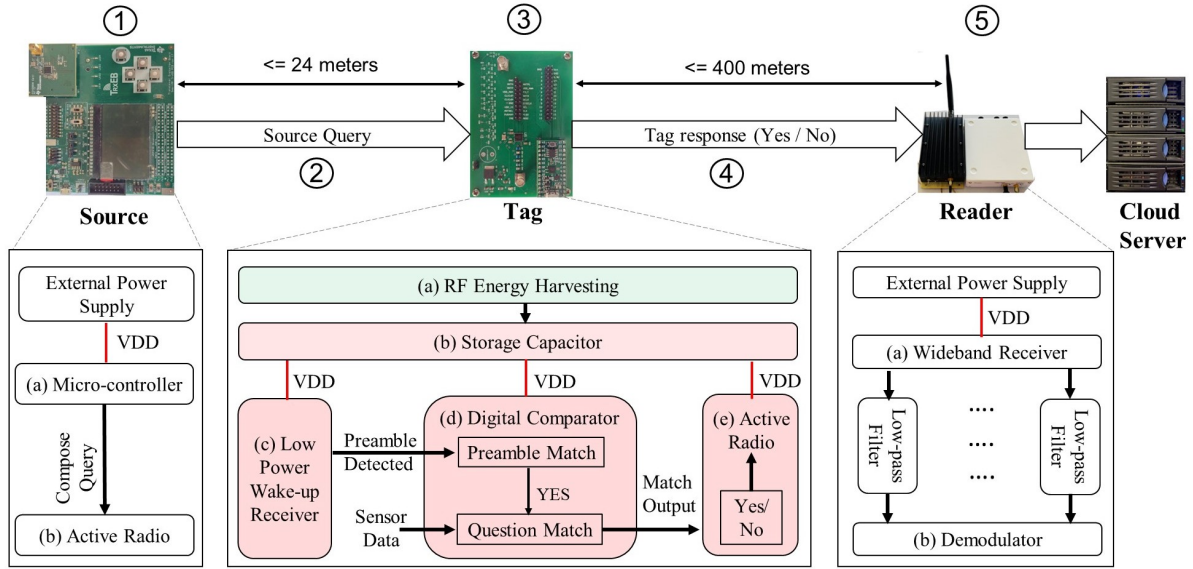 ①
③
⑤
<= 24 meters
<= 400 meters
TrxEB
Source Query
Tag response (Yes / No)
②
④
Source
Tag
Reader
Cloud
Server
External Power
Supply
VDD
(a) Micro-controller
Compose
Query
(b) Active Radio
(a) RF Energy Harvesting
(b) Storage Capacitor
VDD
VDD
VDD
(c) Low
Power
Wake-up
Receiver
Preamble
Detected
(d) Digital Comparator
Preamble Match
YES
Sensor
Data
Question Match
Match
Output
(e) Active
Radio
Yes/
No
External Power Supply
VDD
(a) Wideband Receiver
Low-pass
Filter
....
....
....
Low-pass
Filter
(b) Demodulator